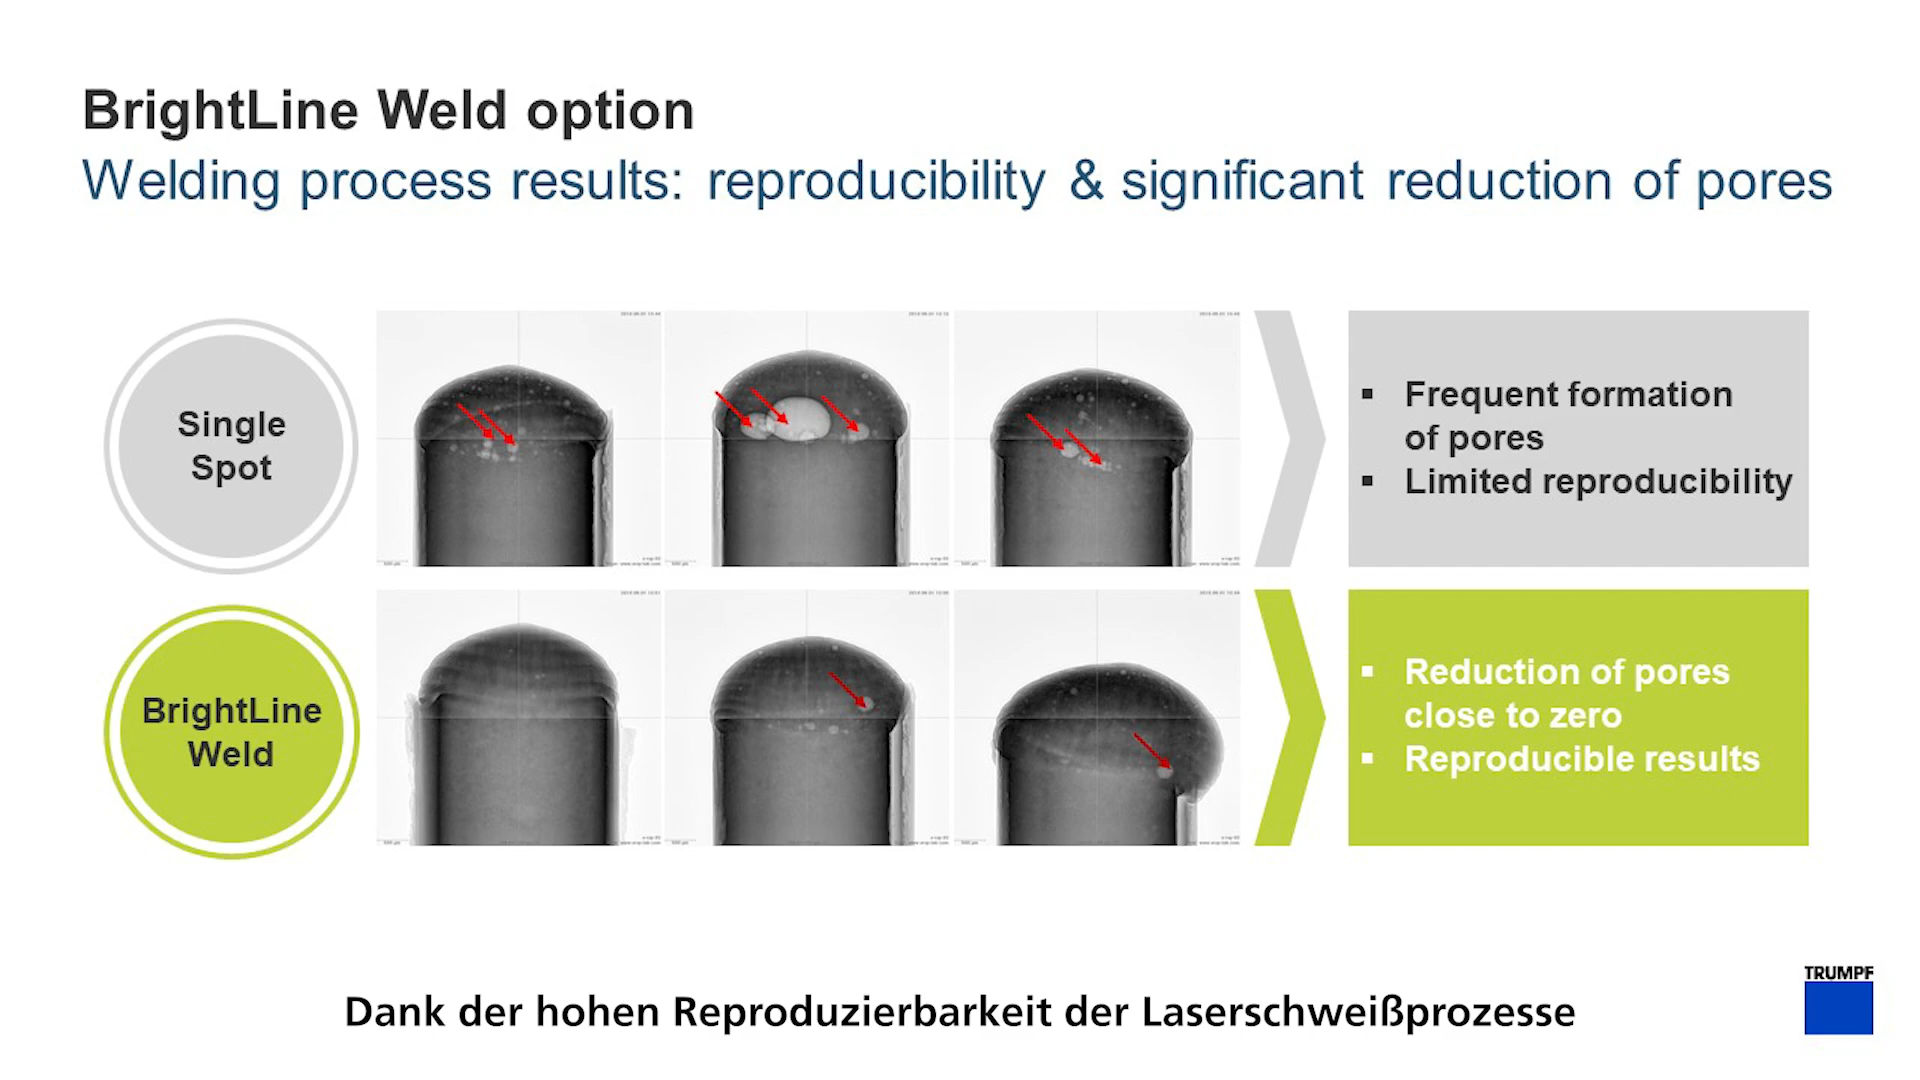 BrightLine Weld option
Welding process results: reproducibility & significant reduction of pores
Single
Spot
▪ Frequent formation
of pores
▪ Limited reproducibility
BrightLine
Weld
▪ Reduction of pores
close to zero
▪ Reproducible results
TRUMPF
Dank der hohen Reproduzierbarkeit der Laserschweißprozesse